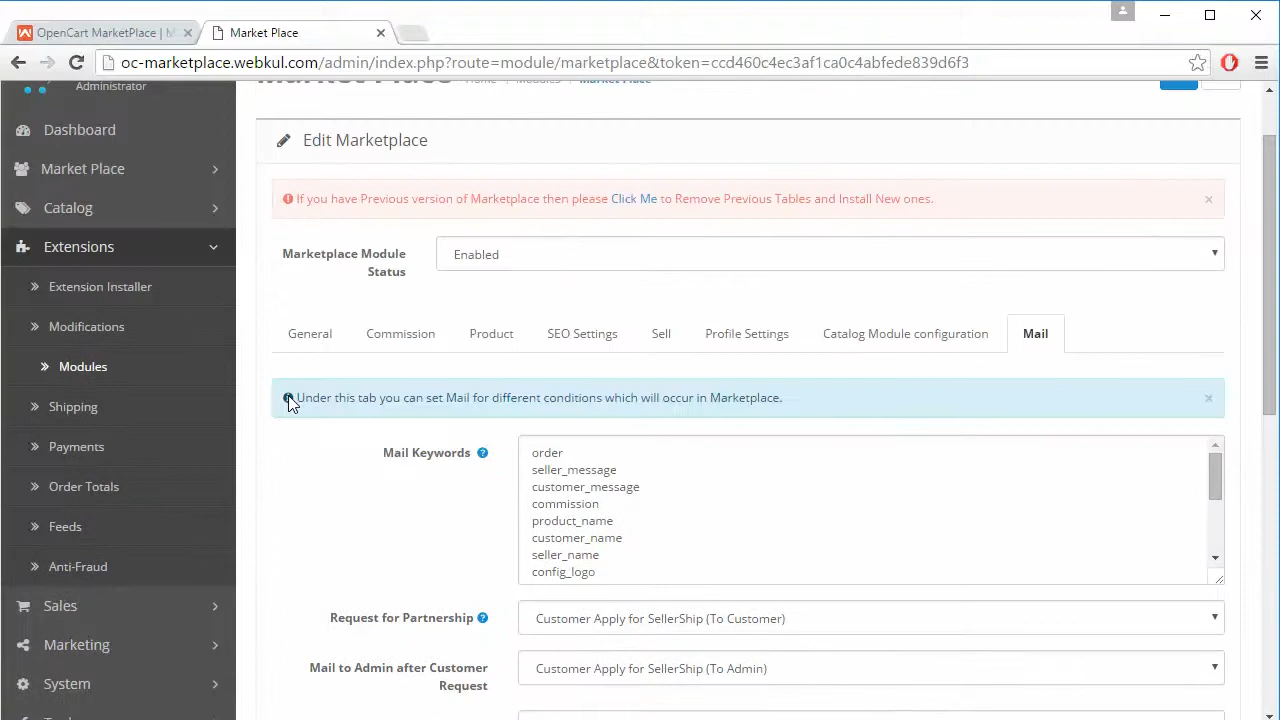 OpenCart MarketPlace | M
Market Place
oc-marketplace.webkul.com/admin/index.php?route=module/marketplace&token=ccd460c4ec3af1ca0c4abfede839d6f3
Administrator
Dashboard
Market Place
Catalog
Extensions
Extension Installer
Modifications
Modules
Shipping
Payments
Order Totals
Feeds
Anti-Fraud
Sales
Marketing
System
Edit Marketplace
If you have Previous version of Marketplace then please Click Me to Remove Previous Tables and Install New ones.
Marketplace Module
Status
Enabled
General
Commission
Product
SEO Settings
Sell
Profile Settings
Catalog Module configuration
Mail
Under this tab you can set Mail for different conditions which will occur in Marketplace.
Mail Keywords
order
seller_message
customer_message
commission
product_name
customer_name
seller_name
config_logo
Request for Partnership
Customer Apply for SellerShip (To Customer)
Mail to Admin after Customer
Request
Customer Apply for SellerShip (To Admin)